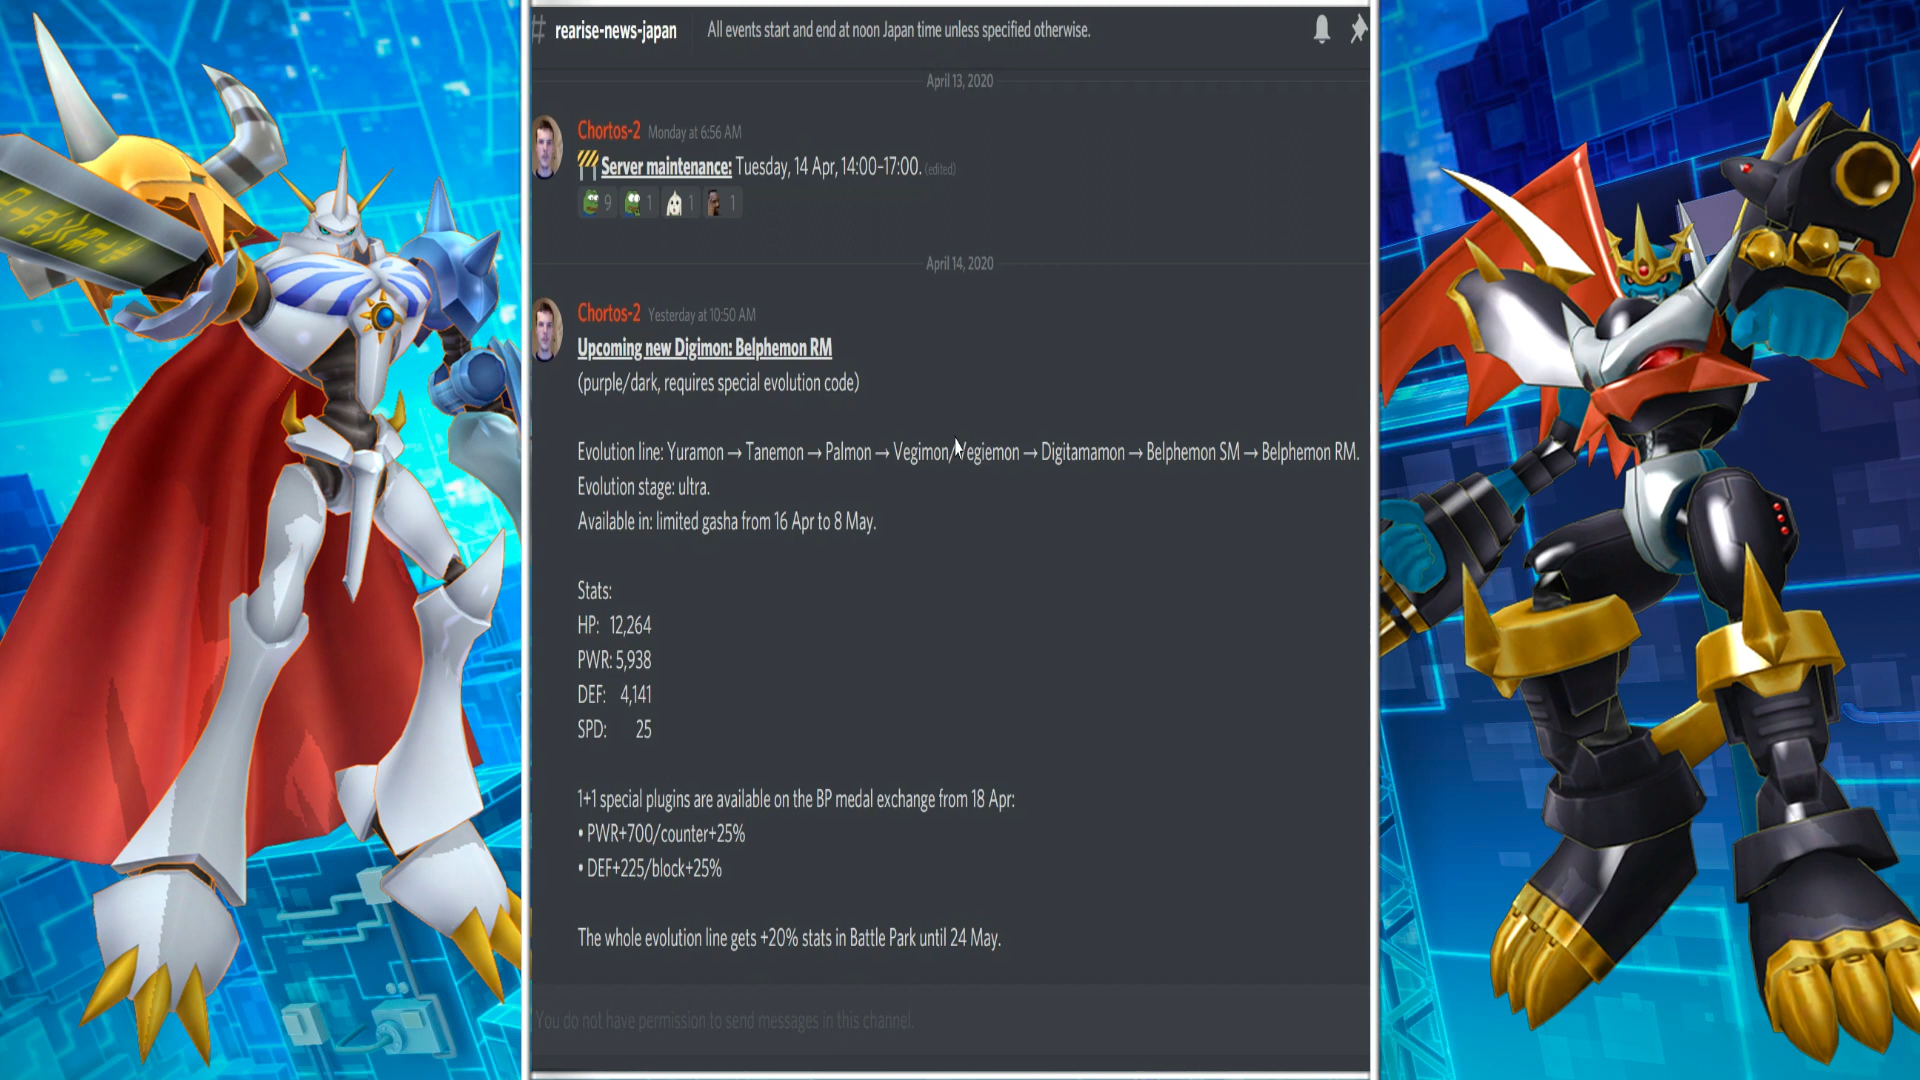 # rearise-news-japan All events start and end at noon Japan time unless specified otherwise.
April 13, 2020
Chortos-2 Monday at 6:56 AM
Server maintenance: Tuesday, 14 Apr, 14:00–17:00. (edited)
9 1 1 1
April 14, 2020
Chortos-2 Yesterday at 10:50 AM
Upcoming new Digimon: Belphemon RM
(purple/dark, requires special evolution code)
Evolution line: Yuramon → Tanemon → Palmon → Vegimon/Vegiemon → Digitamamon → Belphemon SM → Belphemon RM.
Evolution stage: ultra.
Available in: limited gasha from 16 Apr to 8 May.
Stats:
HP: 12,264
PWR: 5,938
DEF: 4,141
SPD: 25
1+1 special plugins are available on the BP medal exchange from 18 Apr:
• PWR+700/counter+25%
• DEF+225/block+25%
The whole evolution line gets +20% stats in Battle Park until 24 May.
You do not have permission to send messages in this channel.